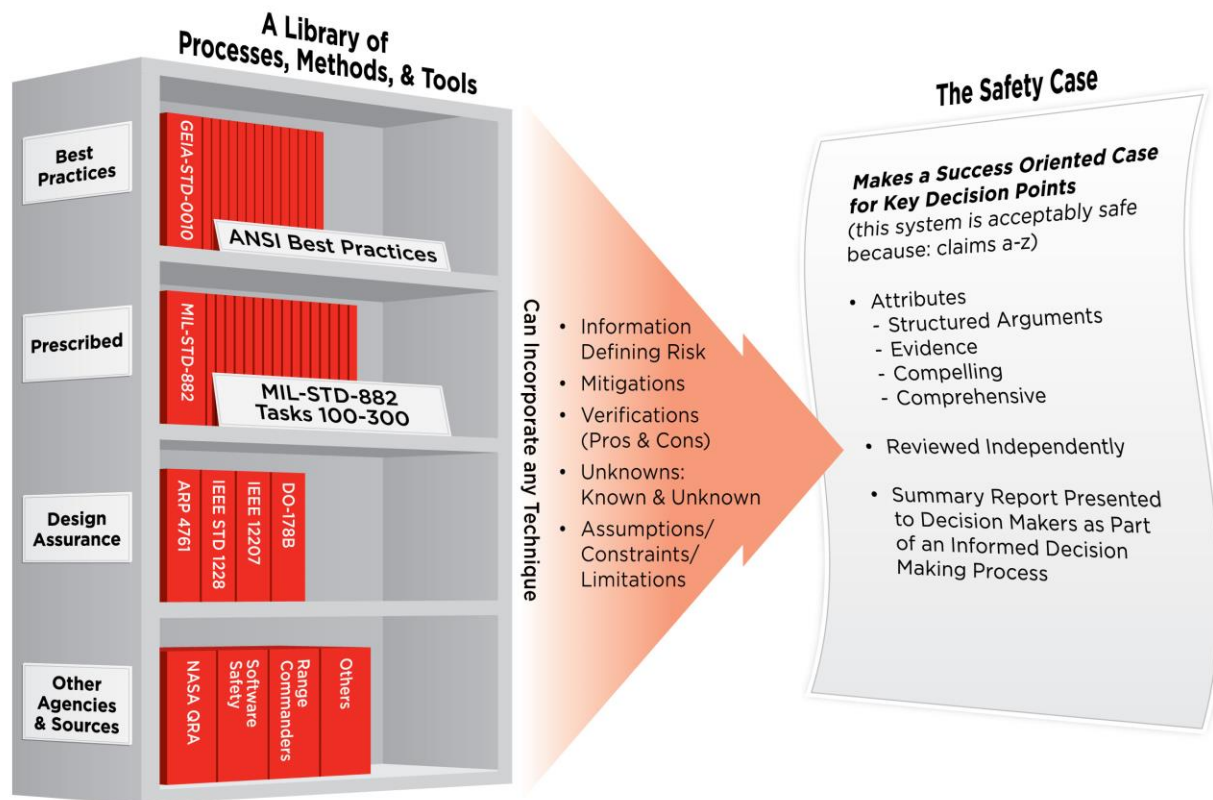 A Library of
Processes, Methods, & Tools
Best
Practices
GEIA-STD-0010
ANSI Best Practices
Prescribed
MIL-STD-882
MIL-STD-882
Tasks 100-300
Design
Assurance
ARP 4761
IEEE STD 1228
IEEE 12207
DO-178B
Other
Agencies
& Sources
NASA QRA
Software
Safety
Range
Commanders
Others
Can Incorporate any Technique
• Information
Defining Risk
• Mitigations
• Verifications
(Pros & Cons)
• Unknowns:
Known & Unknown
• Assumptions/
Constraints/
Limitations
The Safety Case
Makes a Success Oriented Case
for Key Decision Points
(this system is acceptably safe
because: claims a-z)
• Attributes
- Structured Arguments
- Evidence
- Compelling
- Comprehensive
• Reviewed Independently
• Summary Report Presented
to Decision Makers as Part
of an Informed Decision
Making Process